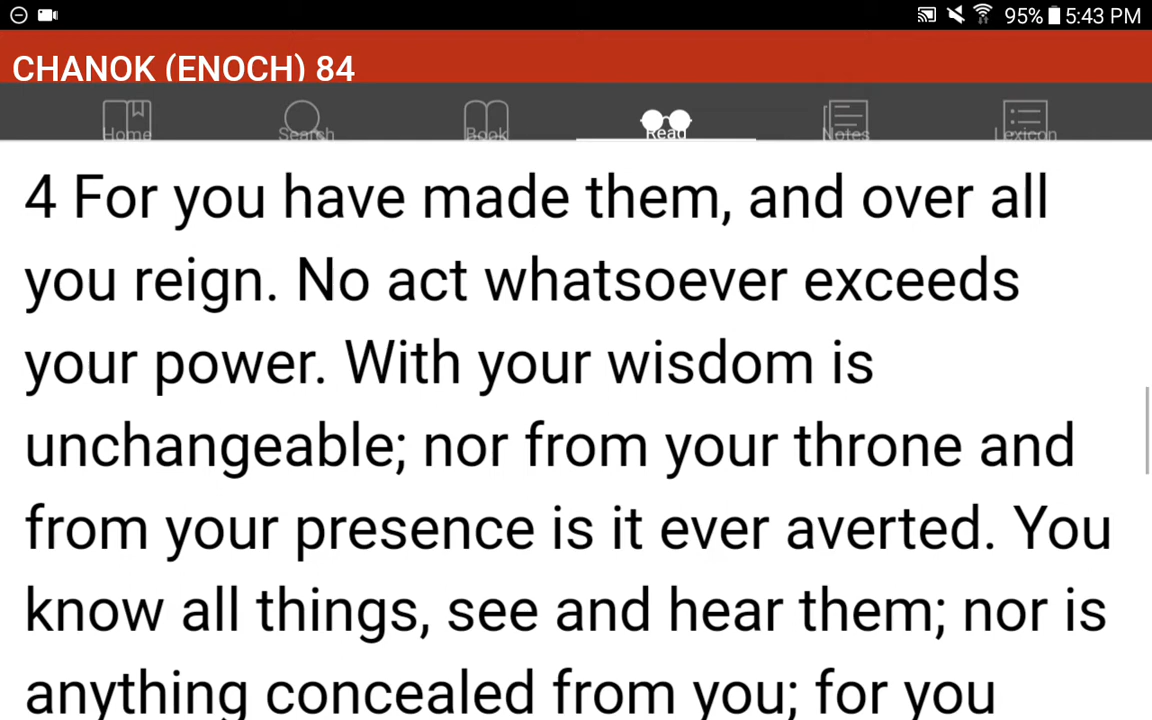 95% 5:43 PM
CHANOK (ENOCH) 84
Home Search Book Read Notes Lexicon
4 For you have made them, and over all
you reign. No act whatsoever exceeds
your power. With your wisdom is
unchangeable; nor from your throne and
from your presence is it ever averted. You
know all things, see and hear them; nor is
anything concealed from you; for you